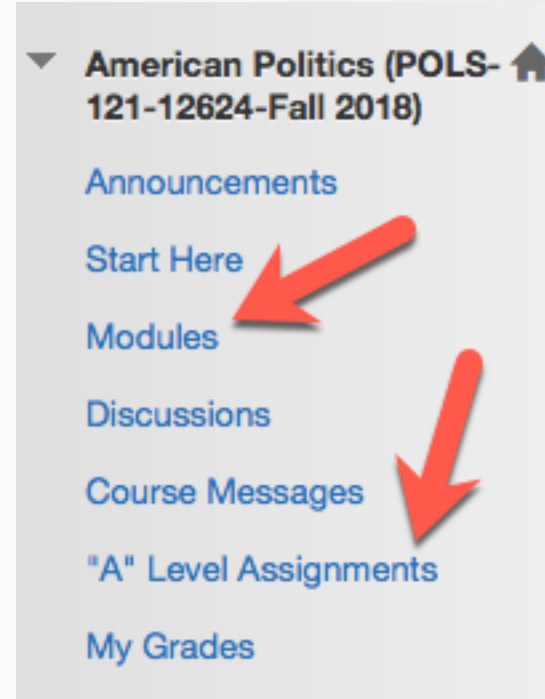 American Politics (POLS-
121-12624-Fall 2018)
Announcements
Start Here
Modules
Discussions
Course Messages
"A" Level Assignments
My Grades